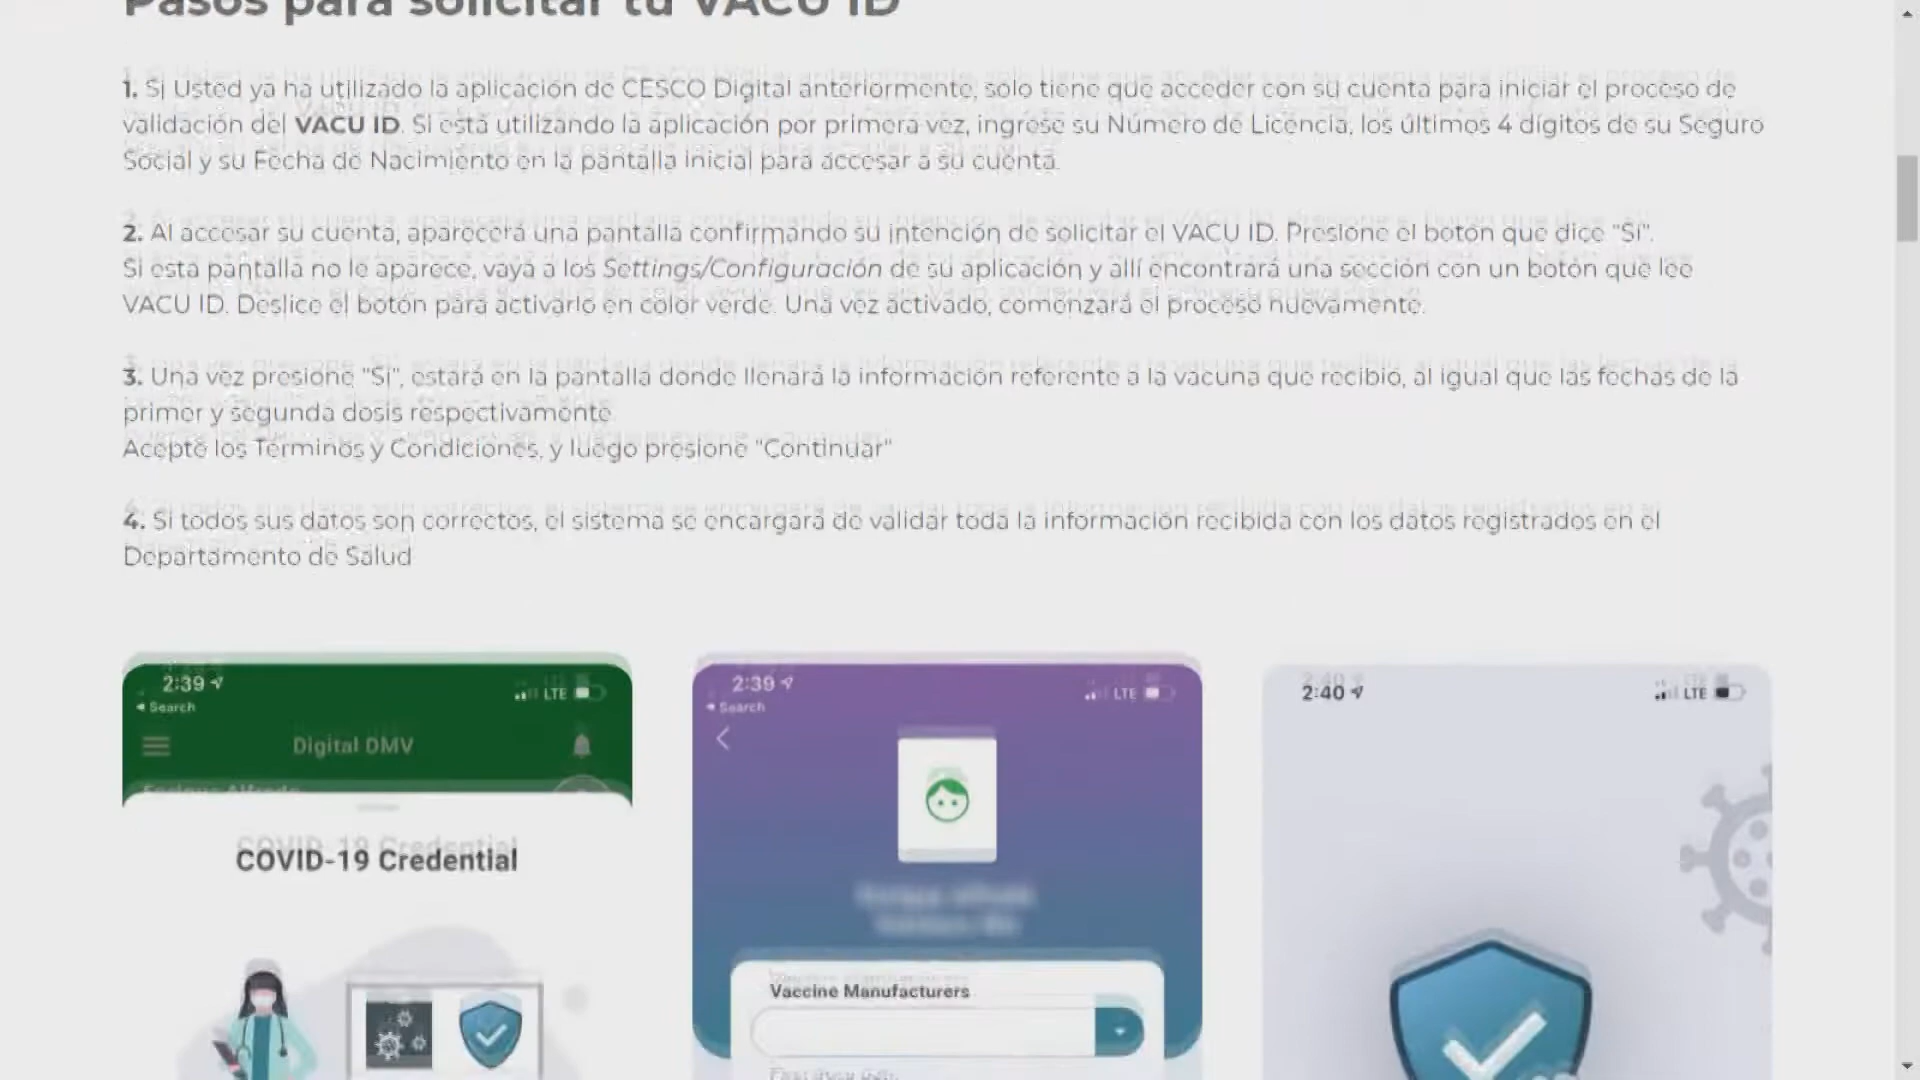 Pasos para solicitar tu VACU ID
1. Si Usted ya ha utilizado la aplicación de CESCO Digital anteriormente, solo tiene que acceder con su cuenta para iniciar el proceso de
validación del VACU ID. Si está utilizando la aplicación por primera vez, ingrese su Número de Licencia, los últimos 4 dígitos de su Seguro
Social y su Fecha de Nacimiento en la pantalla inicial para accesar a su cuenta.
2. Al accesar su cuenta, aparecerá una pantalla confirmando su intención de solicitar el VACU ID. Presione el botón que dice "Sí".
Si esta pantalla no le aparece, vaya a los Settings/Configuración de su aplicación y allí encontrará una sección con un botón que lee
VACU ID. Deslice el botón para activarlo en color verde. Una vez activado, comenzará el proceso nuevamente.
3. Una vez presione "Sí", estará en la pantalla donde llenará la información referente a la vacuna que recibió, al igual que las fechas de la
primer y segunda dosis respectivamente.
Acepte los Términos y Condiciones, y luego presione "Continuar"
4. Si todos sus datos son correctos, el sistema se encargará de validar toda la información recibida con los datos registrados en el
Departamento de Salud
2:39 LTE
Search
Digital DMV
COVID-19 Credential
2:39 LTE
Search
Vaccine Manufacturers
2:40 LTE